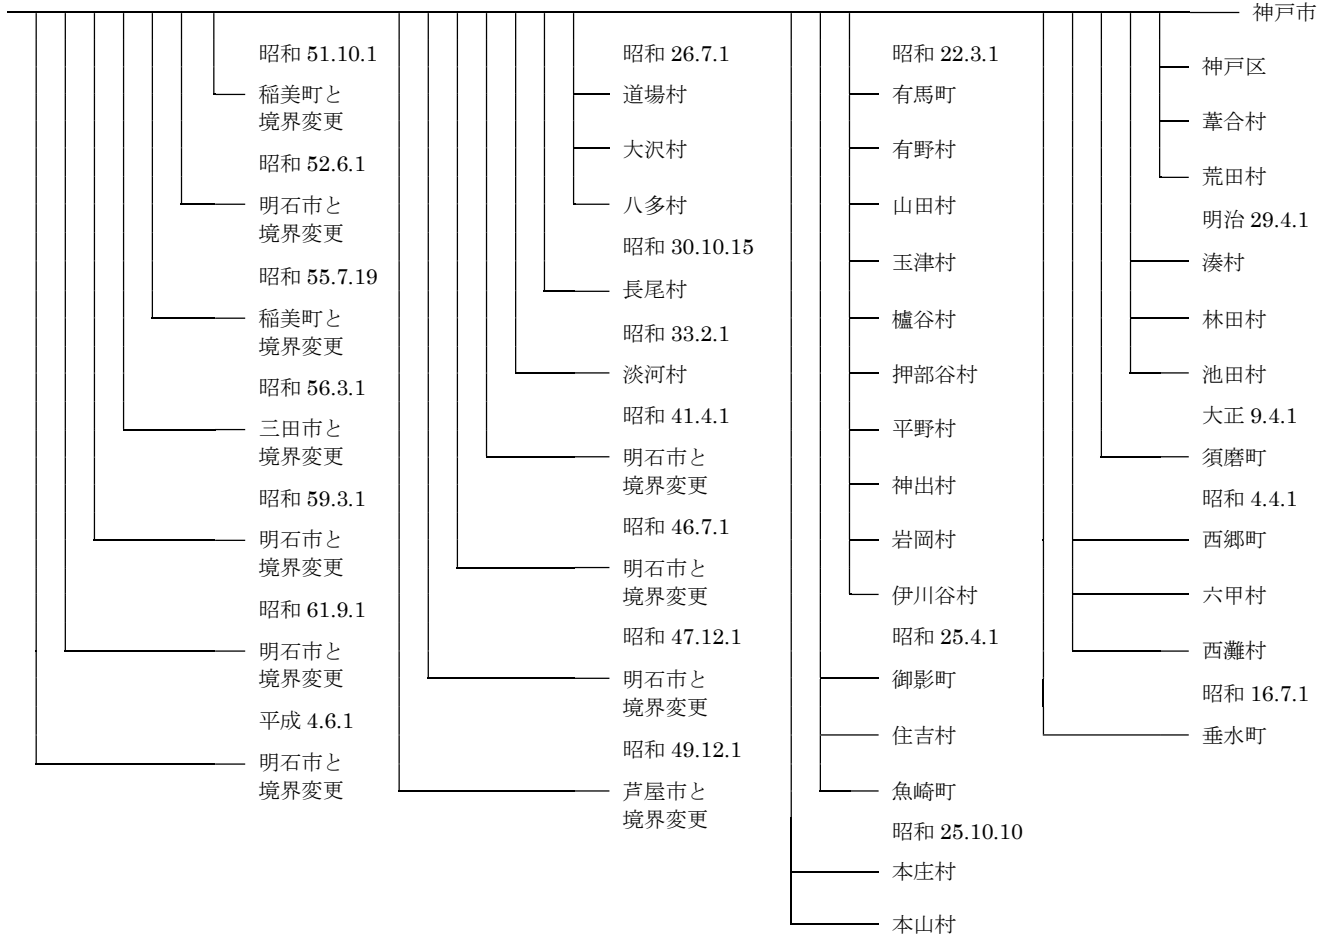 神戸市
神戸区
葺合村
荒田村
明治 29.4.1
湊村
林田村
池田村
大正 9.4.1
須磨町
昭和 4.4.1
西郷町
六甲村
西灘村
昭和 16.7.1
垂水町
昭和 22.3.1
有馬町
有野村
山田村
玉津村
櫨谷村
押部谷村
平野村
神出村
岩岡村
伊川谷村
昭和 25.4.1
御影町
住吉村
魚崎町
昭和 25.10.10
本庄村
本山村
昭和 26.7.1
道場村
大沢村
八多村
昭和 30.10.15
長尾村
昭和 33.2.1
淡河村
昭和 41.4.1
明石市と
境界変更
昭和 46.7.1
明石市と
境界変更
昭和 47.12.1
明石市と
境界変更
昭和 49.12.1
芦屋市と
境界変更
昭和 51.10.1
稲美町と
境界変更
昭和 52.6.1
明石市と
境界変更
昭和 55.7.19
稲美町と
境界変更
昭和 56.3.1
三田市と
境界変更
昭和 59.3.1
明石市と
境界変更
昭和 61.9.1
明石市と
境界変更
平成 4.6.1
明石市と
境界変更